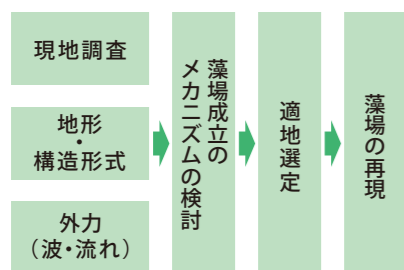 現地調査
地形
・
構造形式
外力
（波・流れ）
藻場成立の
メカニズムの検討
適地選定
藻場の再現